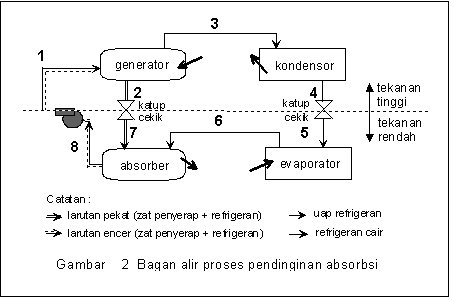 3
1
generator
kondensor
2
4
katup
cekik
katup
cekik
tekanan
tinggi
tekanan
rendah
6
5
7
8
absorber
evaporator
Catatan :
larutan pekat (zat penyerap + refrigeran)
uap refrigeran
larutan encer (zat penyerap + refrigeran)
refrigeran cair
Gambar 2 Bagan alir proses pendinginan absorbsi